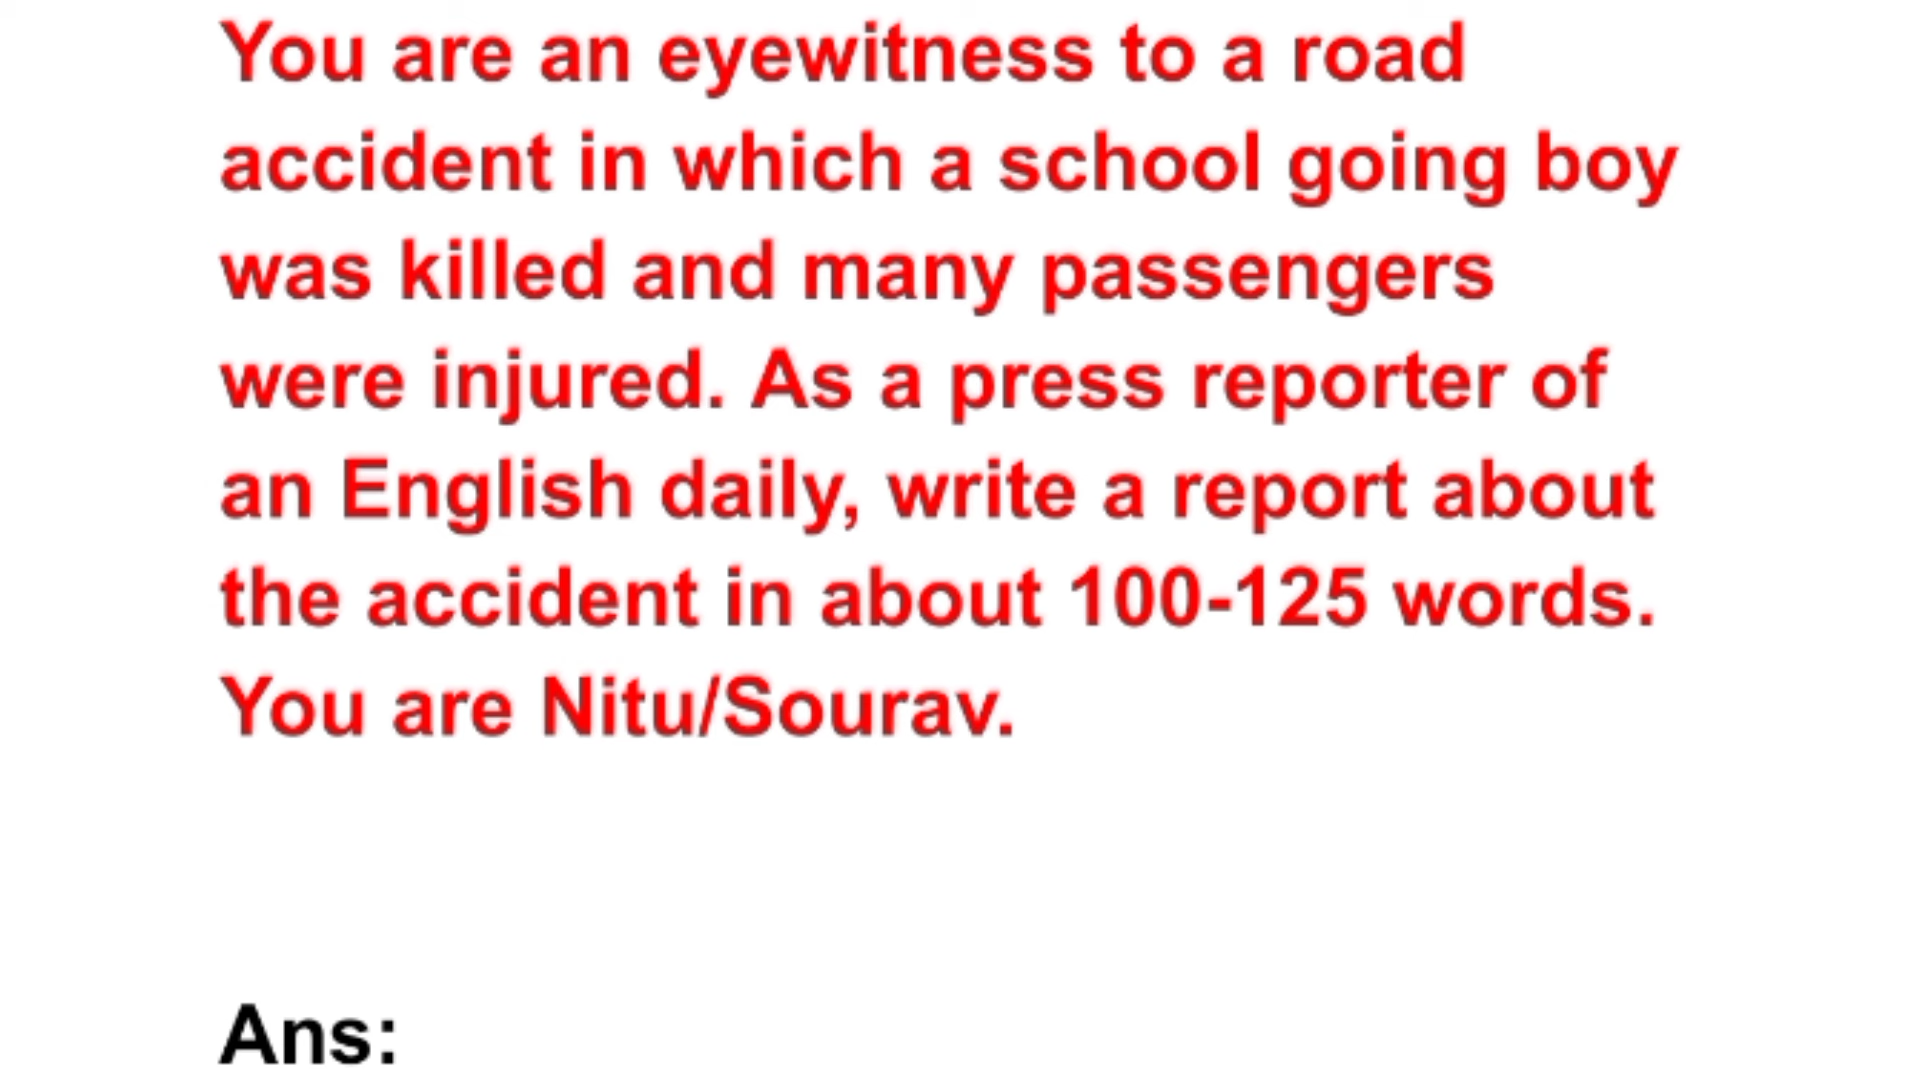 You are an eyewitness to a road
accident in which a school going boy
was killed and many passengers
were injured. As a press reporter of
an English daily, write a report about
the accident in about 100-125 words.
You are Nitu/Sourav.
Ans: